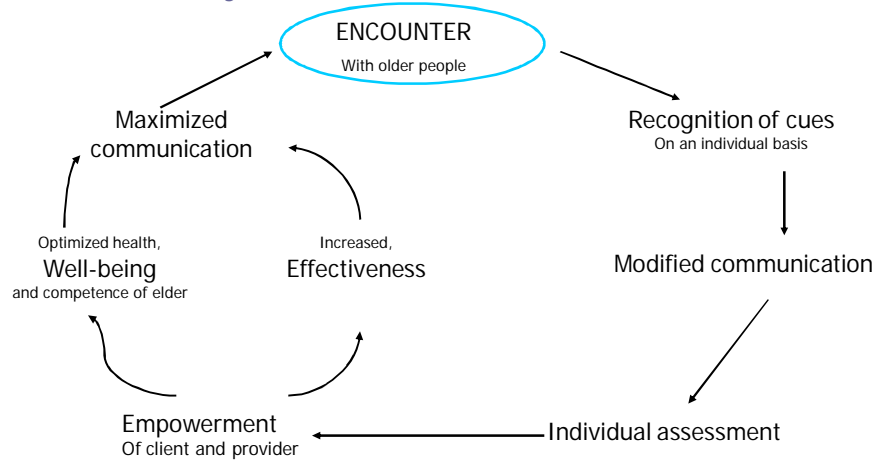 ENCOUNTER
With older people
Recognition of cues
On an individual basis
Modified communication
Individual assessment
Empowerment
Of client and provider
Optimized health,
Well-being
and competence of elder
Increased,
Effectiveness
Maximized
communication